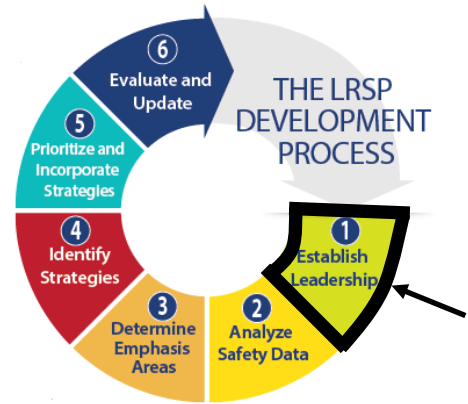 THE LRSP
DEVELOPMENT
PROCESS
1
Establish
Leadership
2
Analyze
Safety Data
3
Determine
Emphasis
Areas
4
Identify
Strategies
5
Prioritize and
Incorporate
Strategies
6
Evaluate and
Update